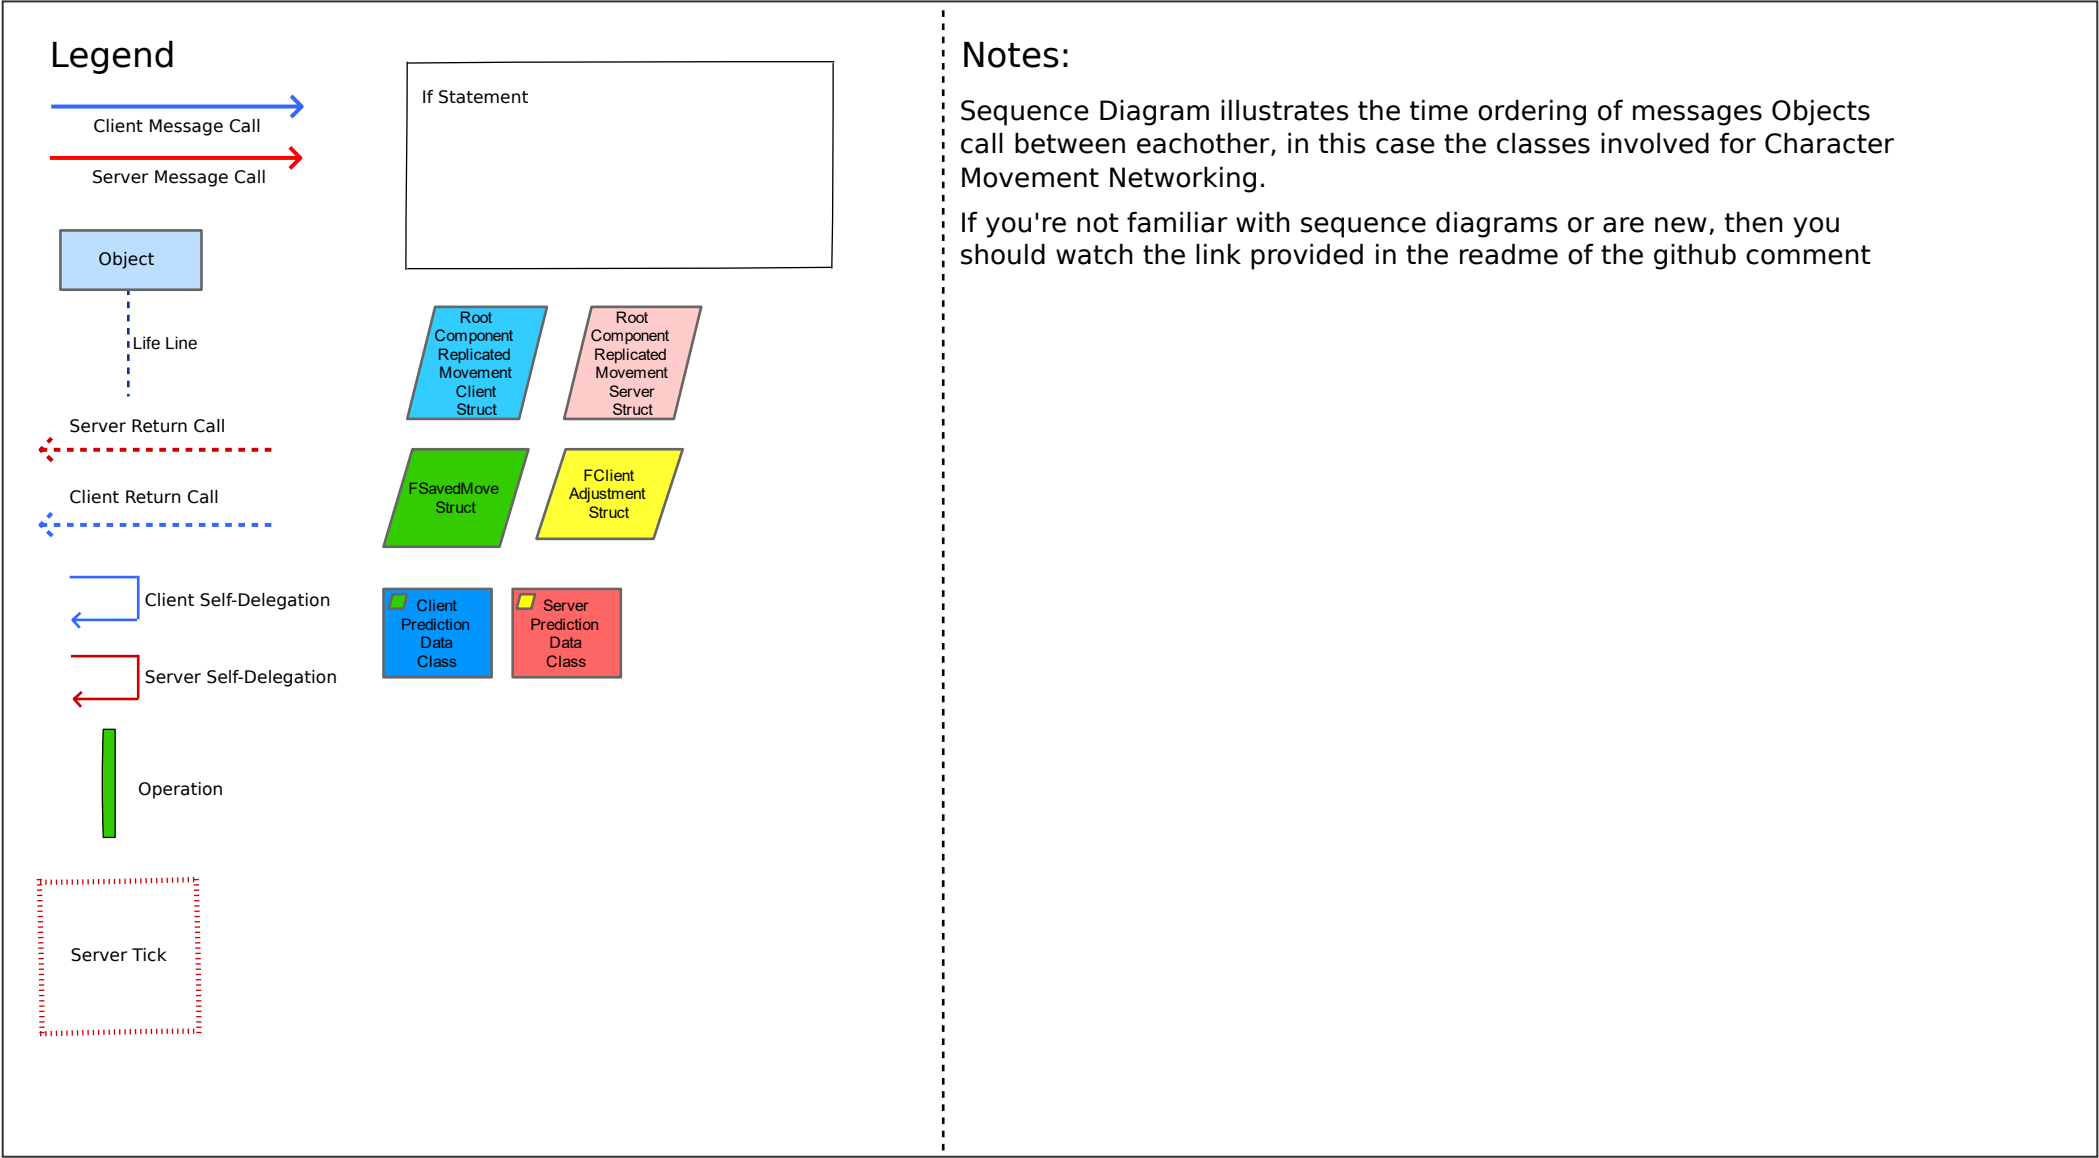 Legend
Client Message Call
Server Message Call
Object
Life Line
Server Return Call
Client Return Call
Client Self-Delegation
Server Self-Delegation
Operation
Server Tick
If Statement
Root
Component
Replicated
Movement
Client
Struct
Root
Component
Replicated
Movement
Server
Struct
FSavedMove
Struct
FClient
Adjustment
Struct
Client
Prediction
Data
Class
Server
Prediction
Data
Class
Notes:
Sequence Diagram illustrates the time ordering of messages Objects
call between eachother, in this case the classes involved for Character
Movement Networking.
If you're not familiar with sequence diagrams or are new, then you
should watch the link provided in the readme of the github comment